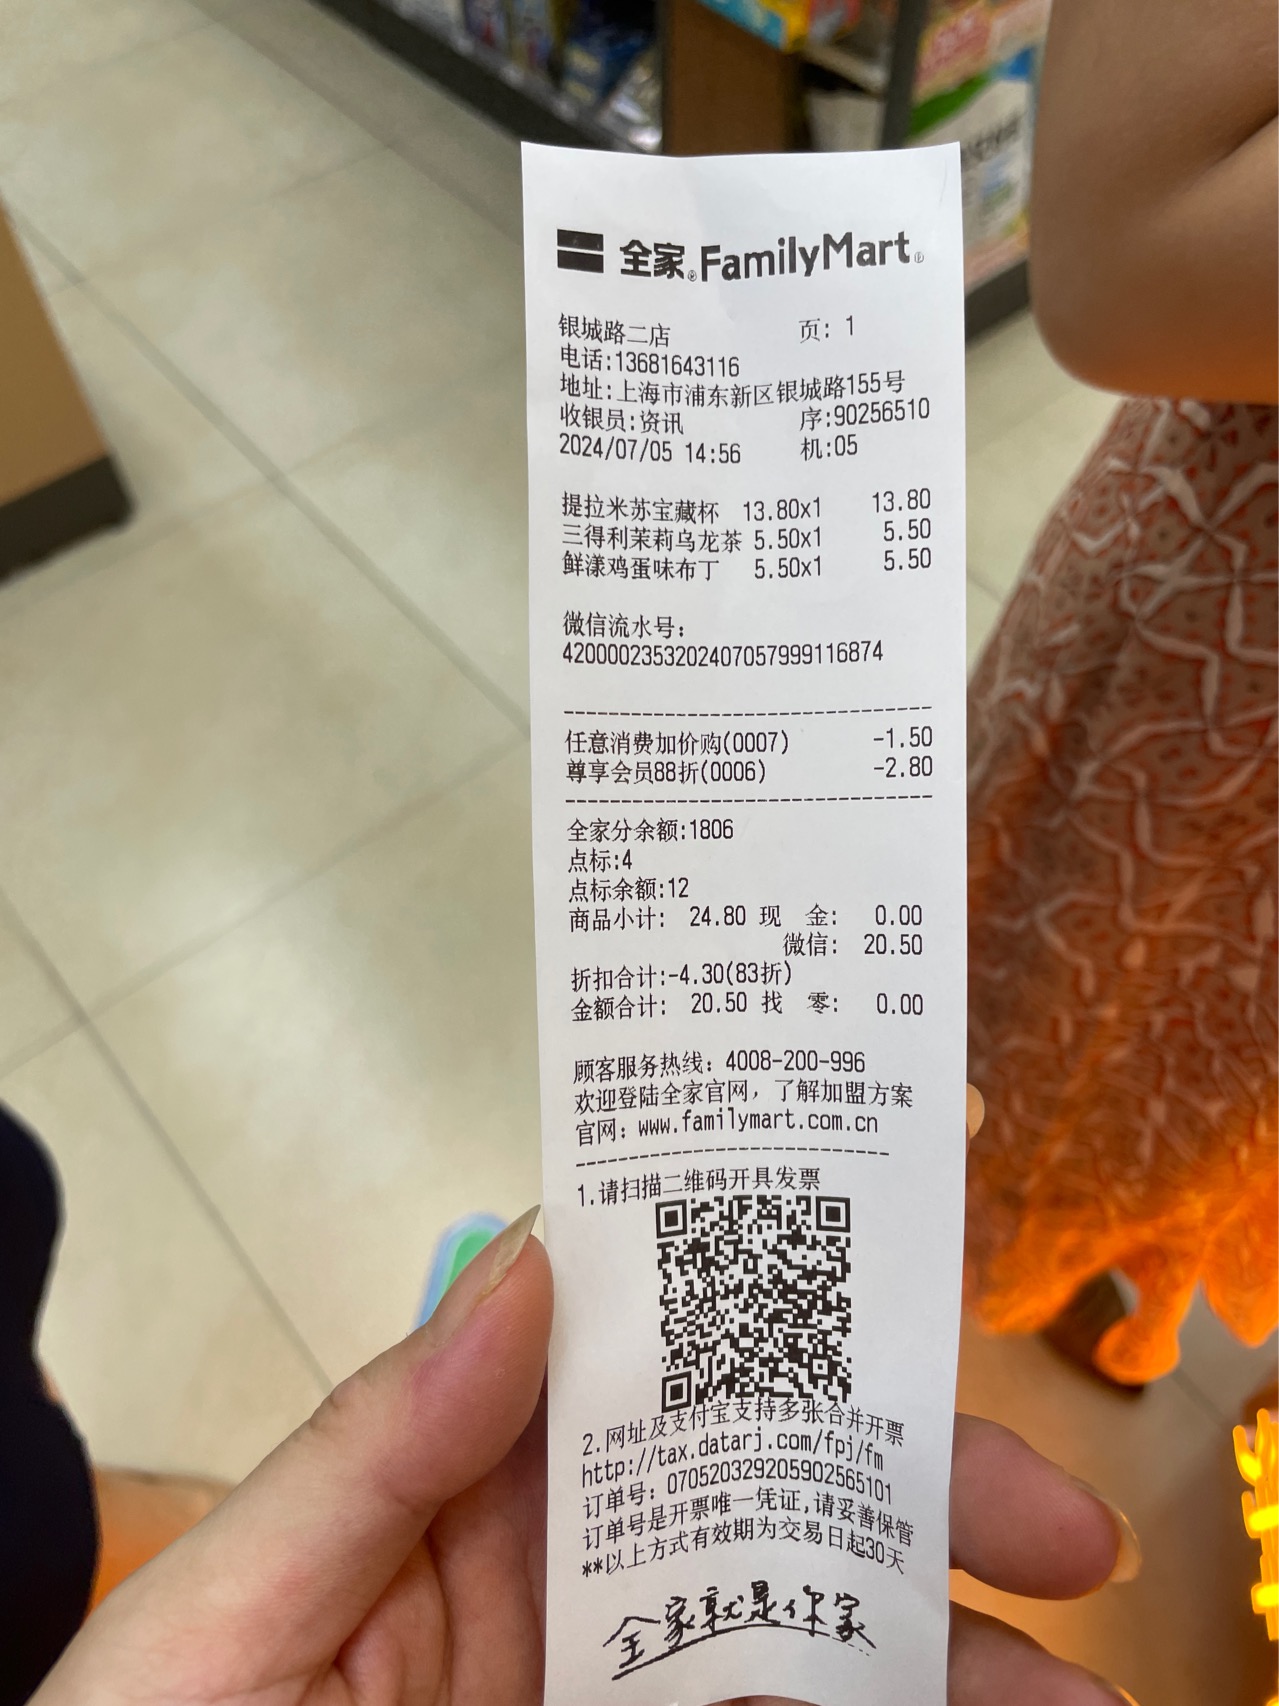 全家® FamilyMart®
银城路二店 页: 1
电话:13681643116
地址:上海市浦东新区银城路155号
收银员:资讯 序:90256510
2024/07/05 14:56 机:05
提拉米苏宝藏杯 13.80x1 13.80
三得利茉莉乌龙茶 5.50x1 5.50
鲜漾鸡蛋味布丁 5.50x1 5.50
微信流水号:
4200002353202407057999116874
--------------------------------
任意消费加价购(0007) -1.50
尊享会员88折(0006) -2.80
--------------------------------
全家分余额:1806
点标:4
点标余额:12
商品小计: 24.80 现 金: 0.00
微信: 20.50
折扣合计:-4.30(83折)
金额合计: 20.50 找 零: 0.00
顾客服务热线: 4008-200-996
欢迎登陆全家官网, 了解加盟方案
官网: www.familymart.com.cn
----------------------------
1.请扫描二维码开具发票
2.网址及支付宝支持多张合并开票
http://tax.datarj.com/fpj/fm
订单号: 070520329205902565101
订单号是开票唯一凭证,请妥善保管
**以上方式有效期为交易日起30天
全家就是你家